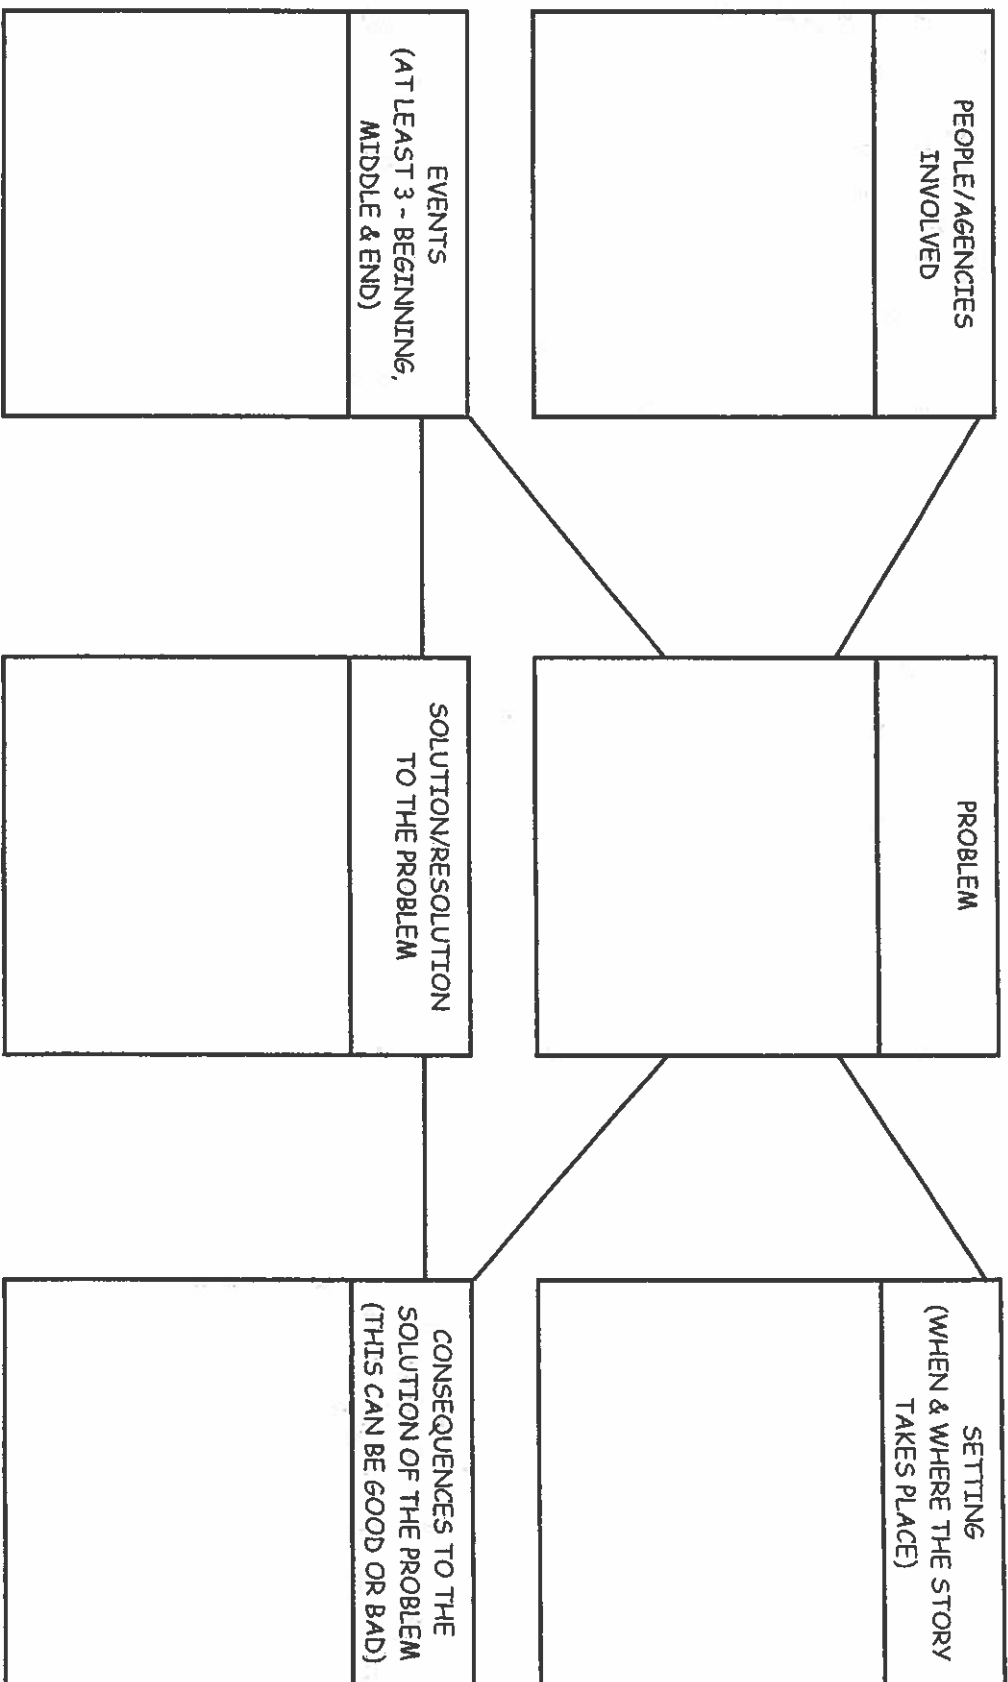 PEOPLE/AGENCIES
INVOLVED
PROBLEM
SETTING
(WHEN & WHERE THE STORY
TAKES PLACE)
EVENTS
(AT LEAST 3 - BEGINNING,
MIDDLE & END)
SOLUTION/RESOLUTION
TO THE PROBLEM
CONSEQUENCES TO THE
SOLUTION OF THE PROBLEM
(THIS CAN BE GOOD OR BAD)